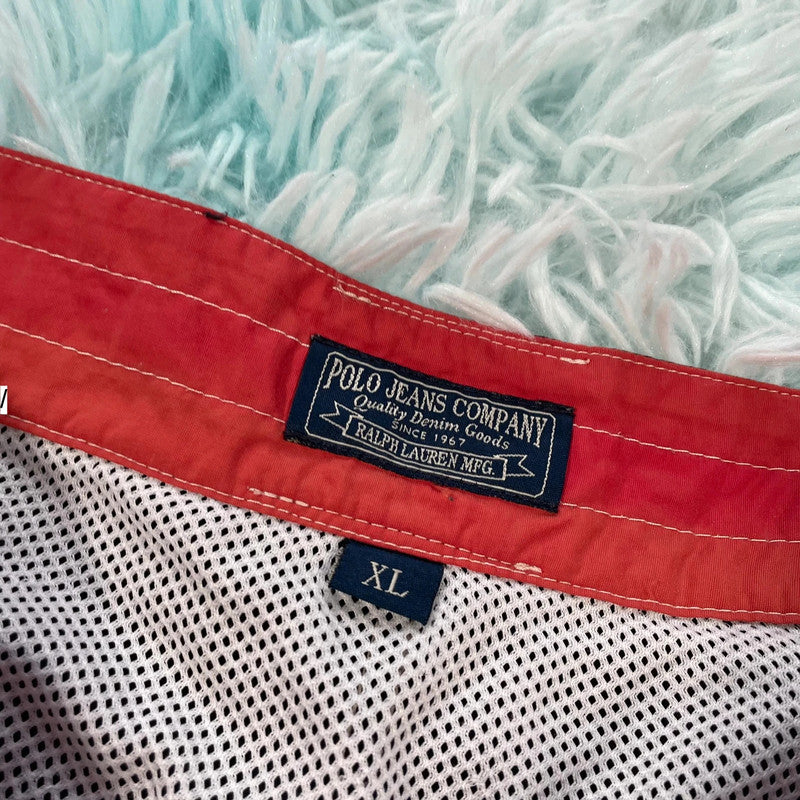 POLO JEANS COMPANY
Quality Denim Goods
SINCE 1967
RALPH LAUREN MFG.
XL